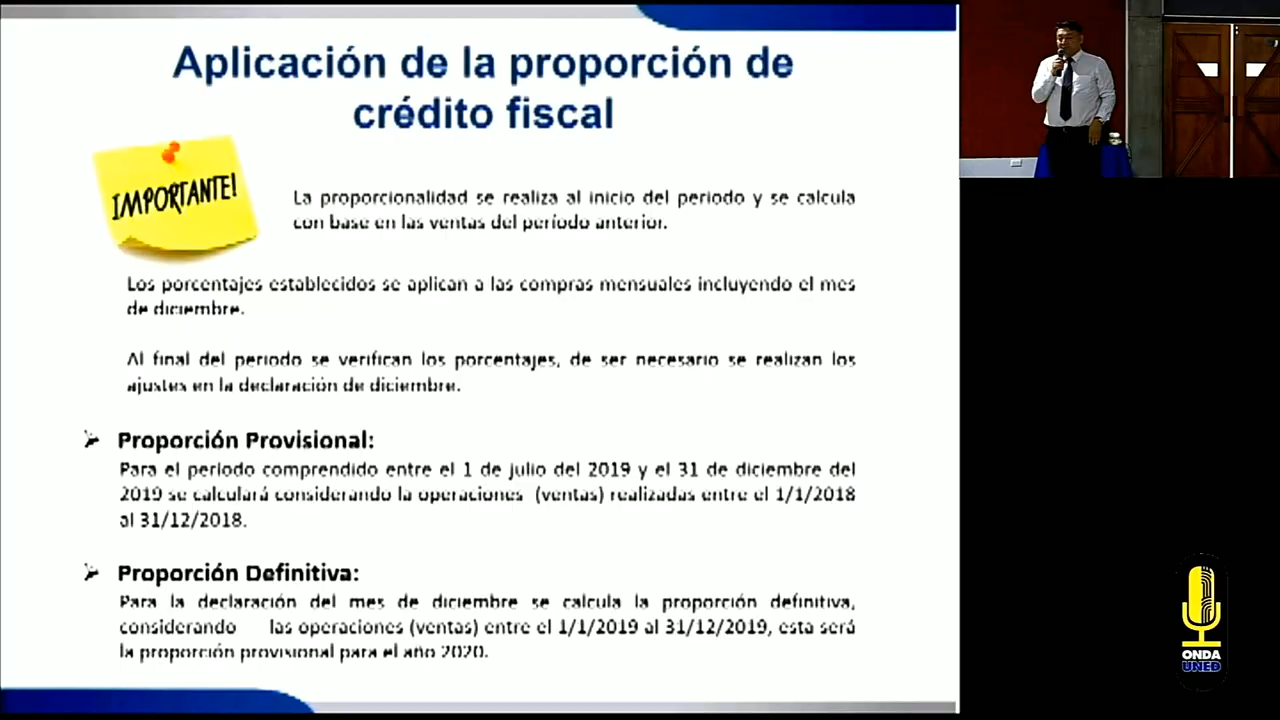 Aplicación de la proporción de
crédito fiscal
¡IMPORTANTE!
La proporcionalidad se realiza al inicio del periodo y se calcula
con base en las ventas del período anterior.
Los porcentajes establecidos se aplican a las compras mensuales incluyendo el mes
de diciembre.
Al final del periodo se verifican los porcentajes, de ser necesario se realizan los
ajustes en la declaración de diciembre.
➢ Proporción Provisional:
Para el período comprendido entre el 1 de julio del 2019 y el 31 de diciembre del
2019 se calculará considerando la operaciones (ventas) realizadas entre el 1/1/2018
al 31/12/2018.
➢ Proporción Definitiva:
Para la declaración del mes de diciembre se calcula la proporción definitiva,
considerando las operaciones (ventas) entre el 1/1/2019 al 31/12/2019, esta será
la proporción provisional para el año 2020.
ONDA
UNED